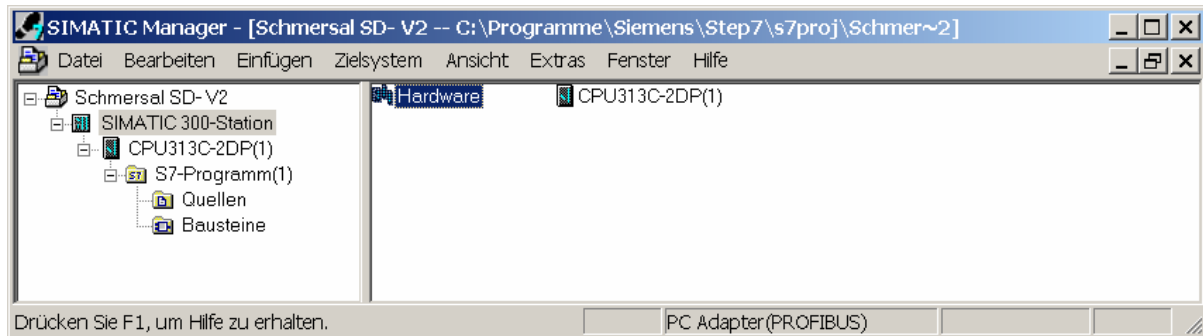 SIMATIC Manager - [Schmersal SD- V2 -- C:\Programme\Siemens\Step7\s7proj\Schmer~2]
Datei Bearbeiten Einfügen Zielsystem Ansicht Extras Fenster Hilfe
Schmersal SD- V2
SIMATIC 300-Station
CPU313C-2DP(1)
S7-Programm(1)
Quellen
Bausteine
Hardware CPU313C-2DP(1)
Drücken Sie F1, um Hilfe zu erhalten. PC Adapter(PROFIBUS)